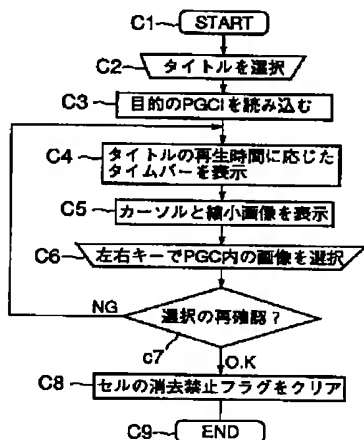 C1 START
C2 タイトルを選択
C3 目的のPGCIを読み込む
C4 タイトルの再生時間に応じた
タイムバーを表示
C5 カーソルと縮小画像を表示
C6 左右キーでPGC内の画像を選択
NG
選択の再確認?
c7
O.K
C8 セルの消去禁止フラグをクリア
C9 END